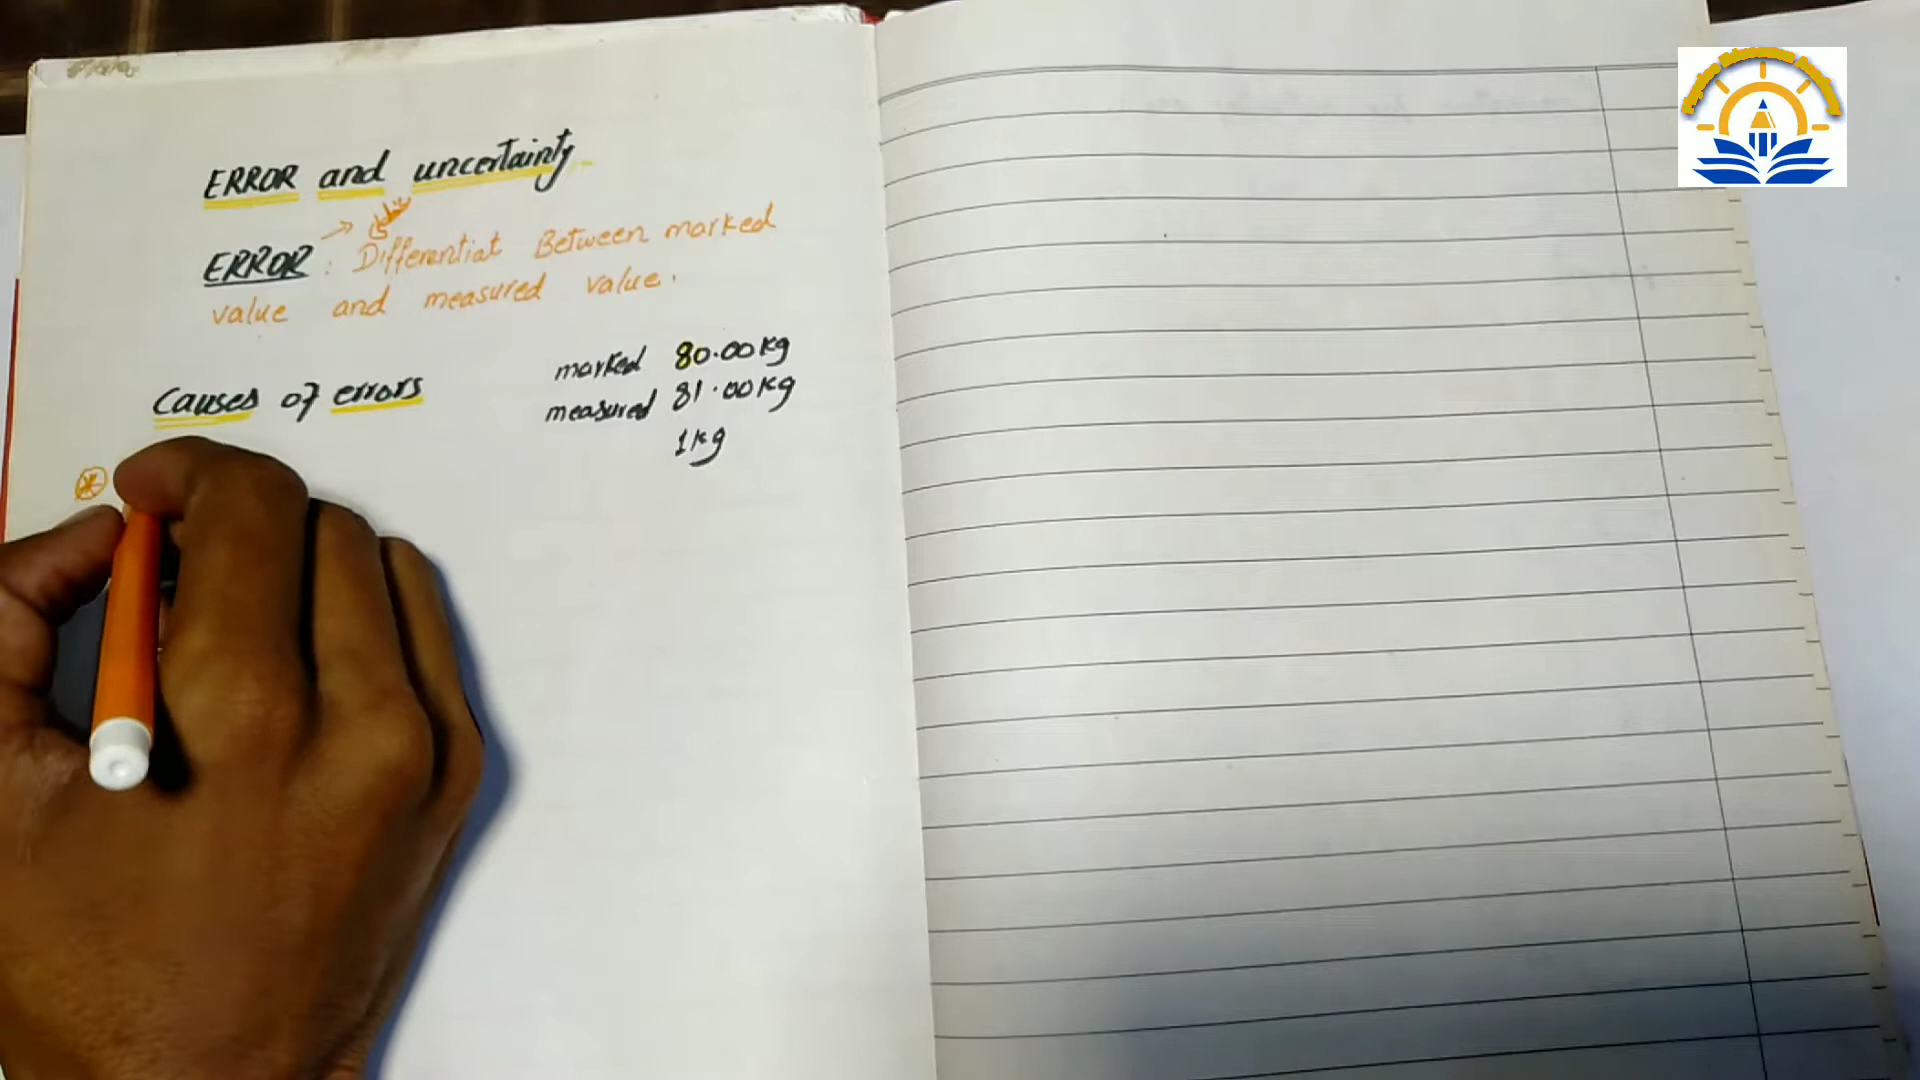 ERROR and uncertainty
ERROR : Differentiat Between marked
value and measured value.
marked 80.00kg
measured 81.00kg
1kg
Causes of errors